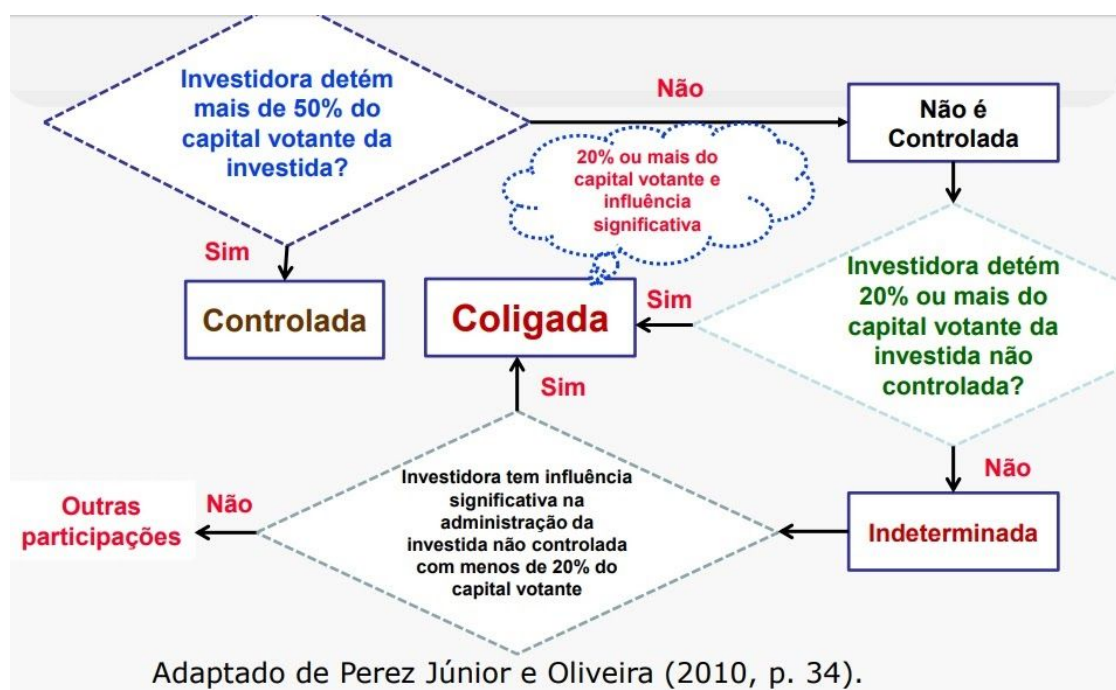 Investidora detém
mais de 50% do
capital votante da
investida?
Não
Não é
Controlada
20% ou mais do
capital votante e
influência
significativa
Sim
Controlada
Coligada
Sim
Investidora detém
20% ou mais do
capital votante da
investida não
controlada?
Sim
Não
Indeterminada
Investidora tem influência
significativa na
administração da
investida não controlada
com menos de 20% do
capital votante
Não
Outras
participações
Adaptado de Perez Júnior e Oliveira (2010, p. 34).